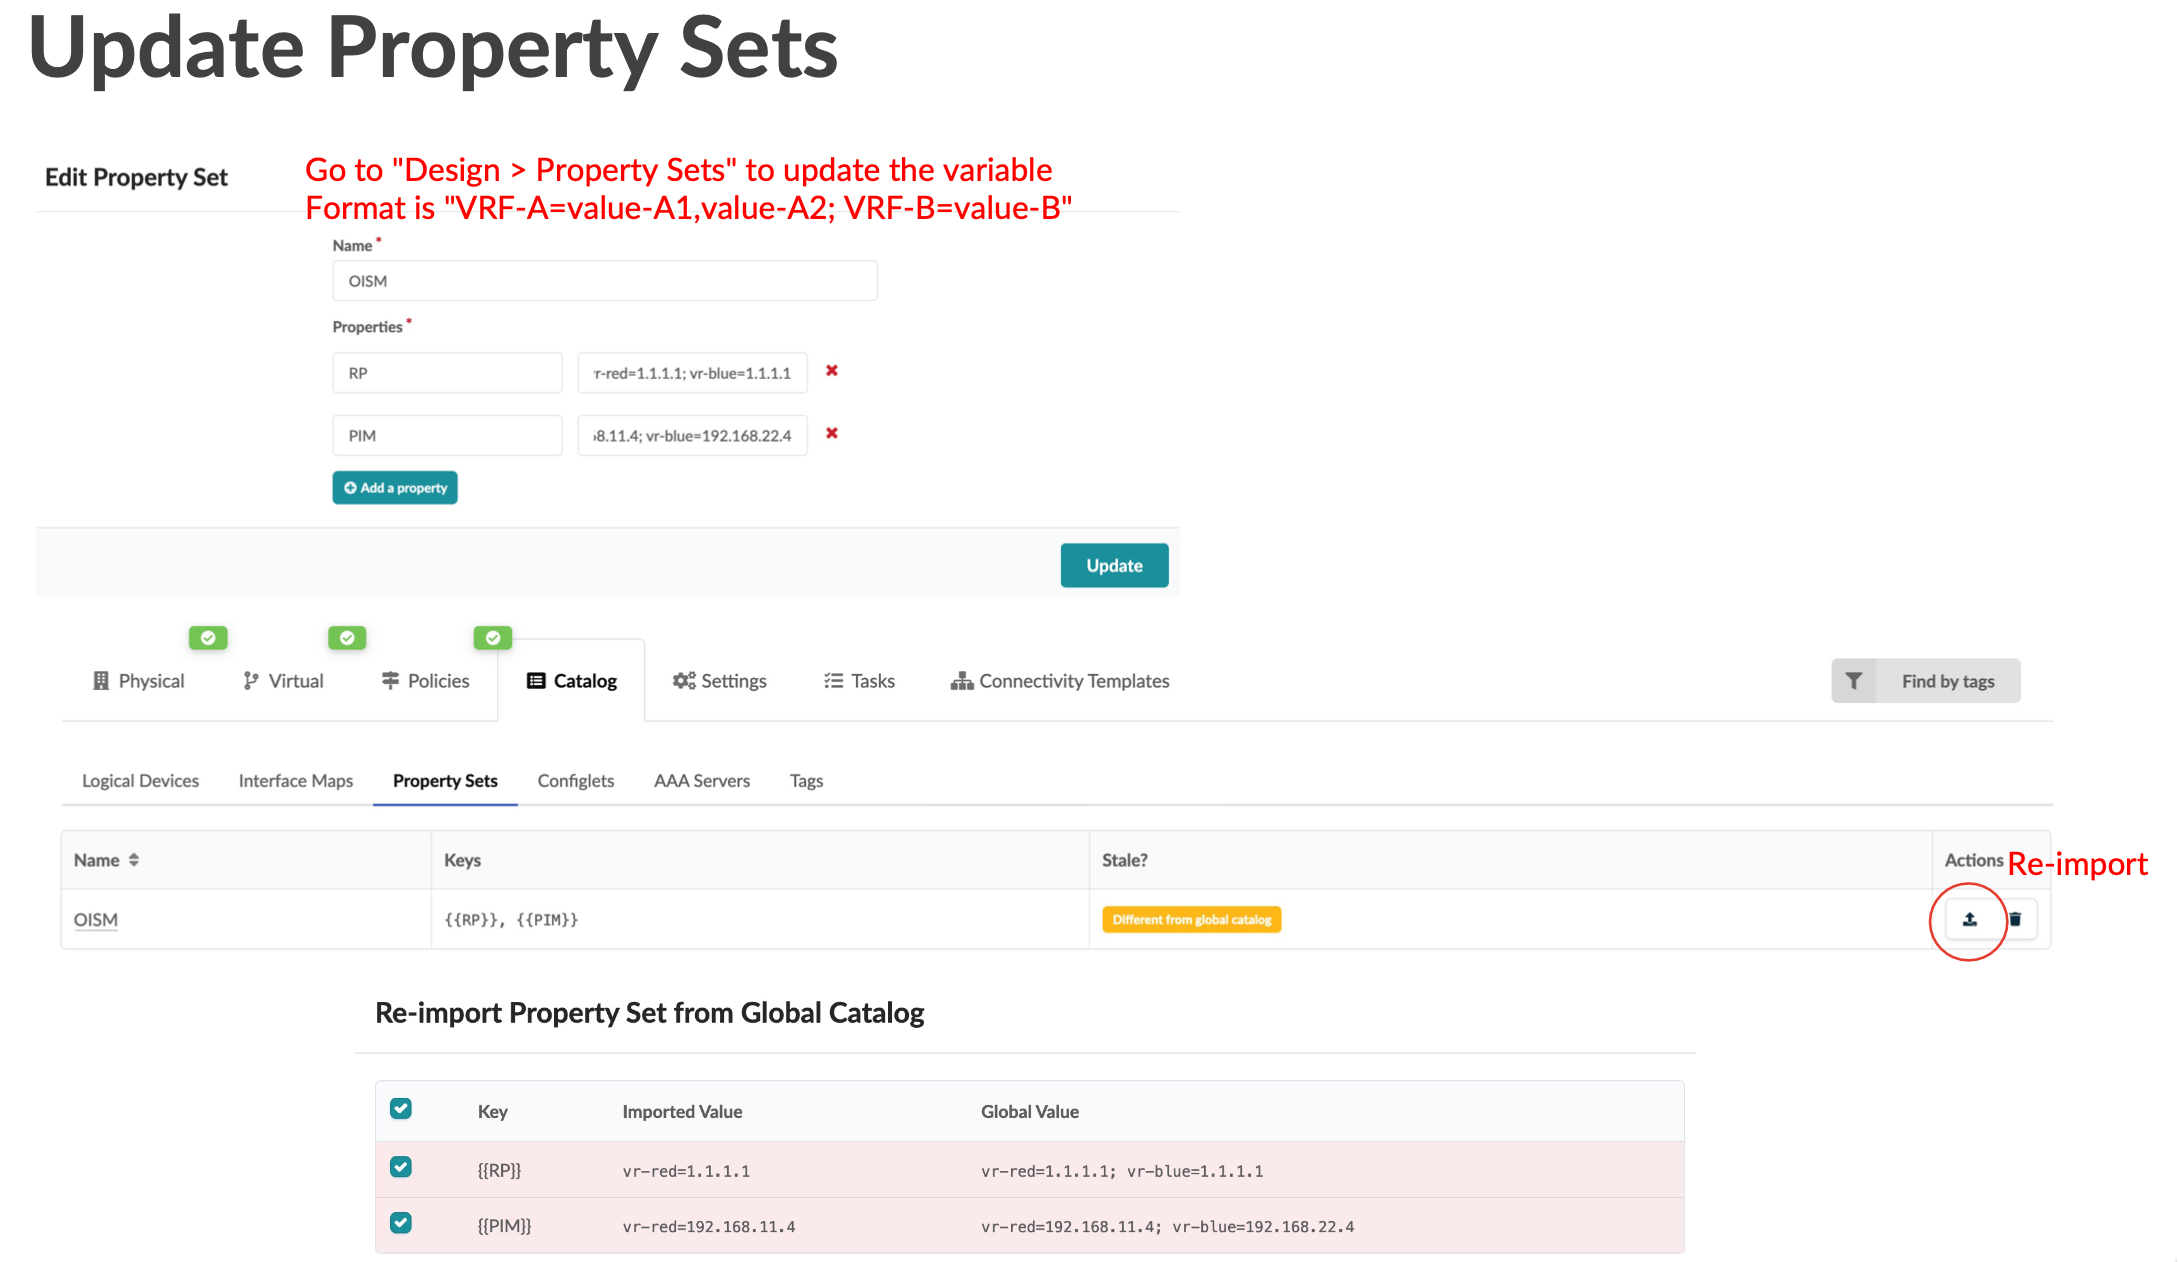 Update Property Sets
Edit Property Set
Go to "Design > Property Sets" to update the variable
Format is "VRF-A=value-A1,value-A2; VRF-B=value-B"
Name *
OISM
Properties *
RP
r-red=1.1.1.1; vr-blue=1.1.1.1
PIM
8.11.4; vr-blue=192.168.22.4
Add a property
Update
Physical Virtual Policies Catalog Settings Tasks Connectivity Templates Find by tags
Logical Devices Interface Maps Property Sets Configlets AAA Servers Tags
Name Keys Stale? Actions Re-import
OISM {{RP}}, {{PIM}} Different from global catalog
Re-import Property Set from Global Catalog
Key Imported Value Global Value
{{RP}} vr-red=1.1.1.1 vr-red=1.1.1.1; vr-blue=1.1.1.1
{{PIM}} vr-red=192.168.11.4 vr-red=192.168.11.4; vr-blue=192.168.22.4